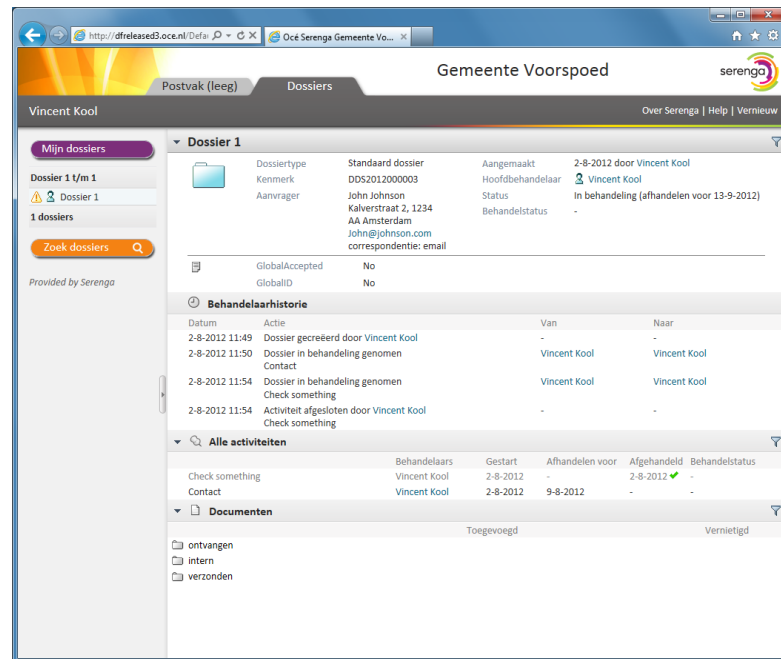 http://dfreleased3.oce.nl/Defau
Océ Serenga Gemeente Vo...
Postvak (leeg)
Dossiers
Gemeente Voorspoed
serenga
Vincent Kool
Over Serenga | Help | Vernieuw
Mijn dossiers
Dossier 1 t/m 1
Dossier 1
1 dossiers
Zoek dossiers
Provided by Serenga
Dossier 1
Dossiertype Standaard dossier Aangemaakt 2-8-2012 door Vincent Kool
Kenmerk DDS2012000003 Hoofdbehandelaar Vincent Kool
Aanvrager John Johnson Status In behandeling (afhandelen voor 13-9-2012)
Kalverstraat 2, 1234 Behandelstatus -
AA Amsterdam
John@johnson.com
correspondentie: email
GlobalAccepted No
GlobalID No
Behandelaarhistorie
Datum Actie Van Naar
2-8-2012 11:49 Dossier gecreëerd door Vincent Kool - -
2-8-2012 11:50 Dossier in behandeling genomen Vincent Kool Vincent Kool
Contact
2-8-2012 11:54 Dossier in behandeling genomen Vincent Kool Vincent Kool
Check something
2-8-2012 11:54 Activiteit afgesloten door Vincent Kool - -
Check something
Alle activiteiten
Behandelaars Gestart Afhandelen voor Afgehandeld Behandelstatus
Check something Vincent Kool 2-8-2012 - 2-8-2012 -
Contact Vincent Kool 2-8-2012 9-8-2012 - -
Documenten
Toegevoegd Vernietigd
ontvangen
intern
verzonden